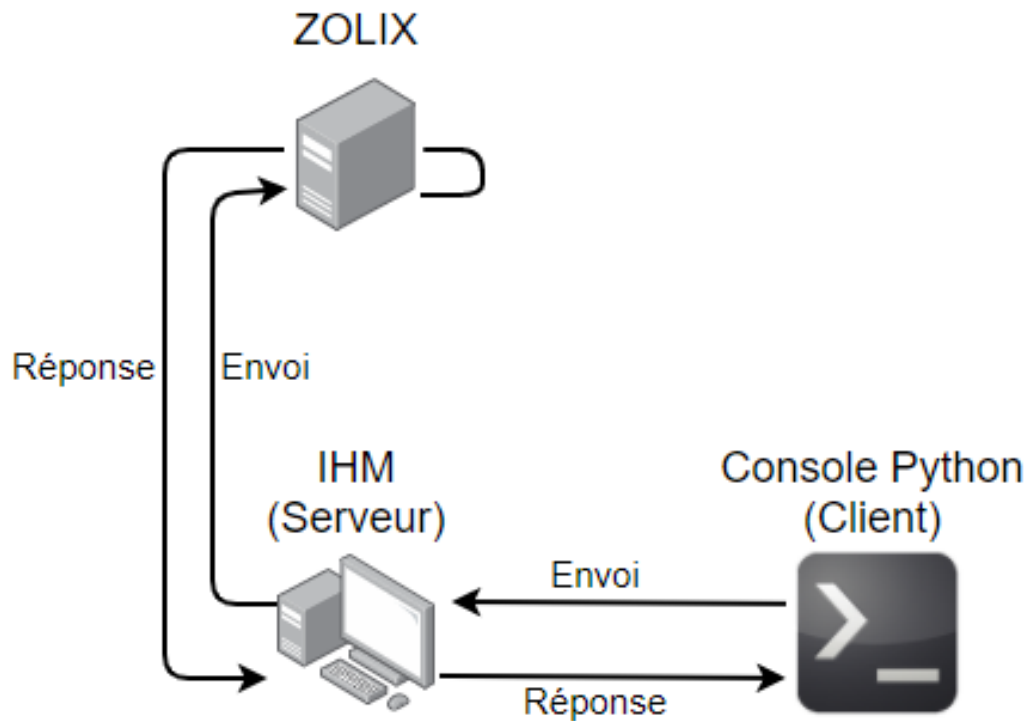 ZOLIX
Réponse
Envoi
IHM
(Serveur)
Console Python
(Client)
Envoi
Réponse